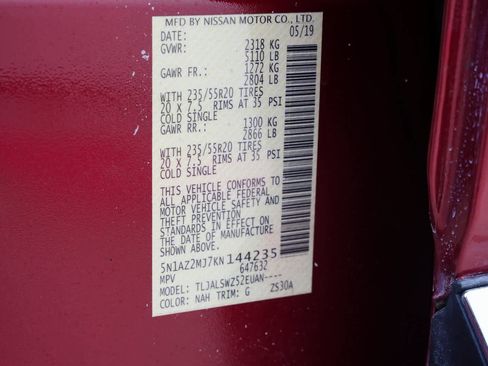 MFD BY NISSAN MOTOR CO., LTD.
DATE: 05/19
GVWR: 2318 KG
5110 LB
GAWR FR.: 1272 KG
2804 LB
WITH 235/55R20 TIRES
20 X 7.5 RIMS AT 35 PSI
COLD SINGLE
GAWR RR.: 1300 KG
2866 LB
WITH 235/55R20 TIRES
20 X 7.5 RIMS AT 35 PSI
COLD SINGLE
THIS VEHICLE CONFORMS TO
ALL APPLICABLE FEDERAL
MOTOR VEHICLE SAFETY AND
THEFT PREVENTION
STANDARDS IN EFFECT ON
THE DATE OF MANUFACTURE
SHOWN ABOVE.
5N1AZ2MJ7KN144235
MPV 647632
MODEL: TLJALSWZ52EUAN----
COLOR: NAH TRIM: G ZS30A